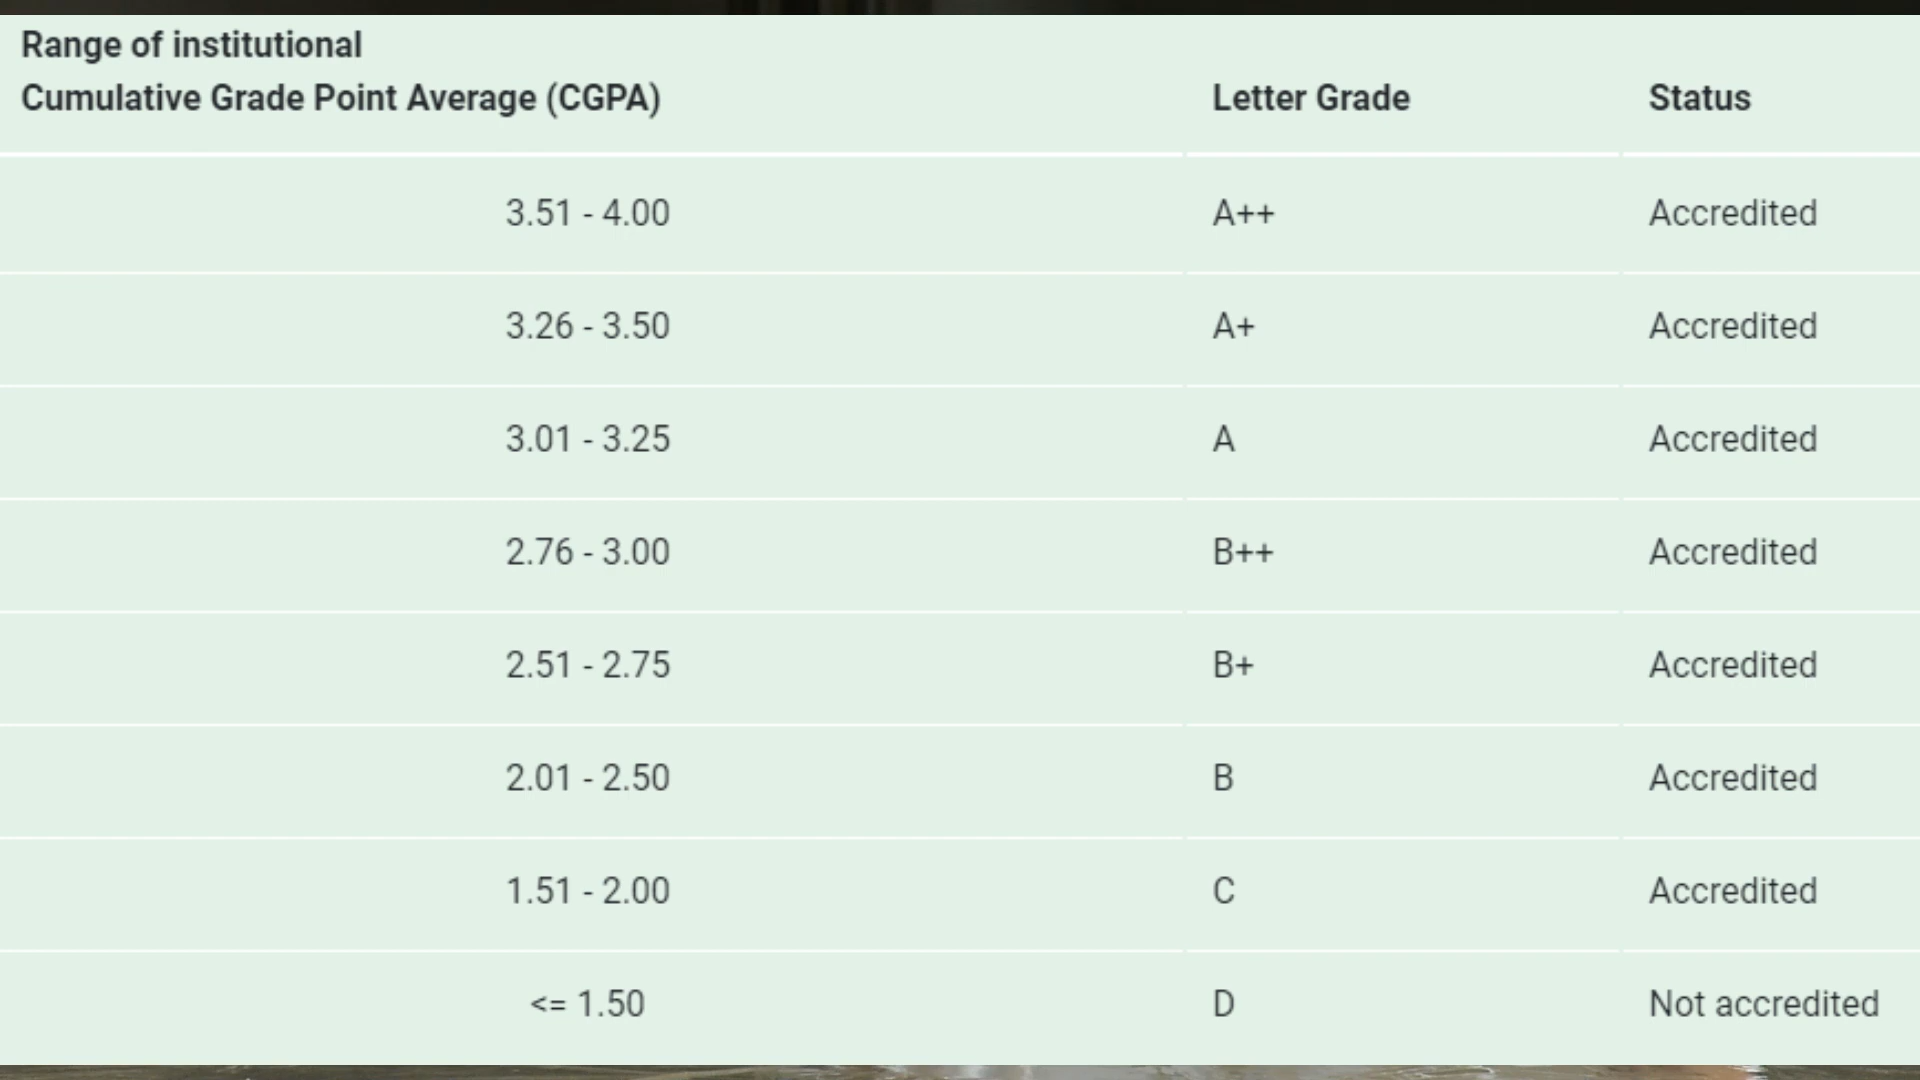 Range of institutional
Cumulative Grade Point Average (CGPA) Letter Grade Status
3.51 - 4.00 A++ Accredited
3.26 - 3.50 A+ Accredited
3.01 - 3.25 A Accredited
2.76 - 3.00 B++ Accredited
2.51 - 2.75 B+ Accredited
2.01 - 2.50 B Accredited
1.51 - 2.00 C Accredited
<= 1.50 D Not accredited